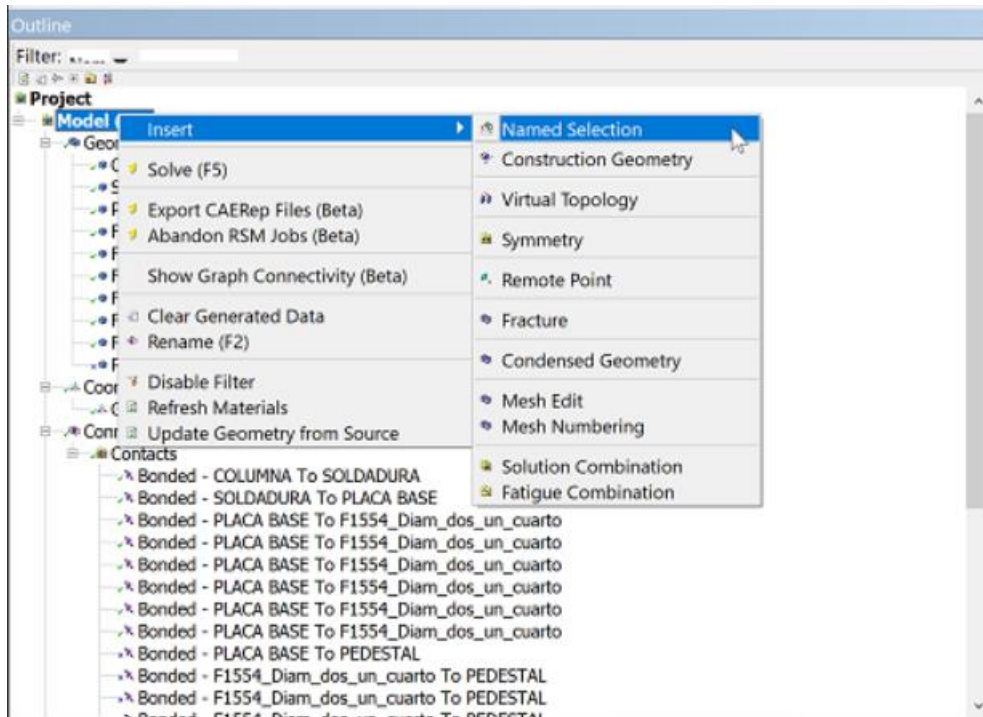 Outline
Filter:
Project
Model (
Insert
Solve (F5)
Export CAERep Files (Beta)
Abandon RSM Jobs (Beta)
Show Graph Connectivity (Beta)
Clear Generated Data
Rename (F2)
Disable Filter
Refresh Materials
Update Geometry from Source
Named Selection
Construction Geometry
Virtual Topology
Symmetry
Remote Point
Fracture
Condensed Geometry
Mesh Edit
Mesh Numbering
Solution Combination
Fatigue Combination
Contacts
Bonded - COLUMNA To SOLDADURA
Bonded - SOLDADURA To PLACA BASE
Bonded - PLACA BASE To F1554_Diam_dos_un_cuarto
Bonded - PLACA BASE To F1554_Diam_dos_un_cuarto
Bonded - PLACA BASE To F1554_Diam_dos_un_cuarto
Bonded - PLACA BASE To F1554_Diam_dos_un_cuarto
Bonded - PLACA BASE To F1554_Diam_dos_un_cuarto
Bonded - PLACA BASE To F1554_Diam_dos_un_cuarto
Bonded - PLACA BASE To PEDESTAL
Bonded - F1554_Diam_dos_un_cuarto To PEDESTAL
Bonded - F1554_Diam_dos_un_cuarto To PEDESTAL